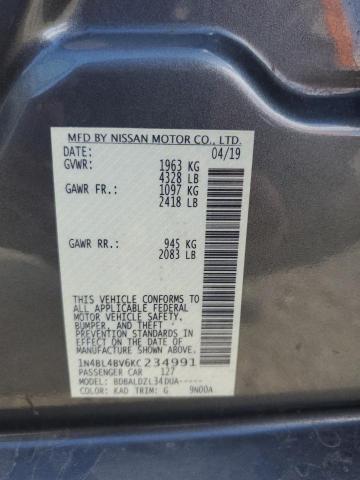 MFD BY NISSAN MOTOR CO., LTD.
DATE: 04/19
GVWR: 1963 KG
4328 LB
GAWR FR.: 1097 KG
2418 LB
GAWR RR.: 945 KG
2083 LB
THIS VEHICLE CONFORMS TO
ALL APPLICABLE FEDERAL
MOTOR VEHICLE SAFETY,
BUMPER, AND THEFT
PREVENTION STANDARDS IN
EFFECT ON THE DATE OF
MANUFACTURE SHOWN ABOVE.
1N4BL4BV6KC234991
PASSENGER CAR 127
MODEL: BDBALDZL34DUA-----
COLOR: KAD TRIM: G 9N00A